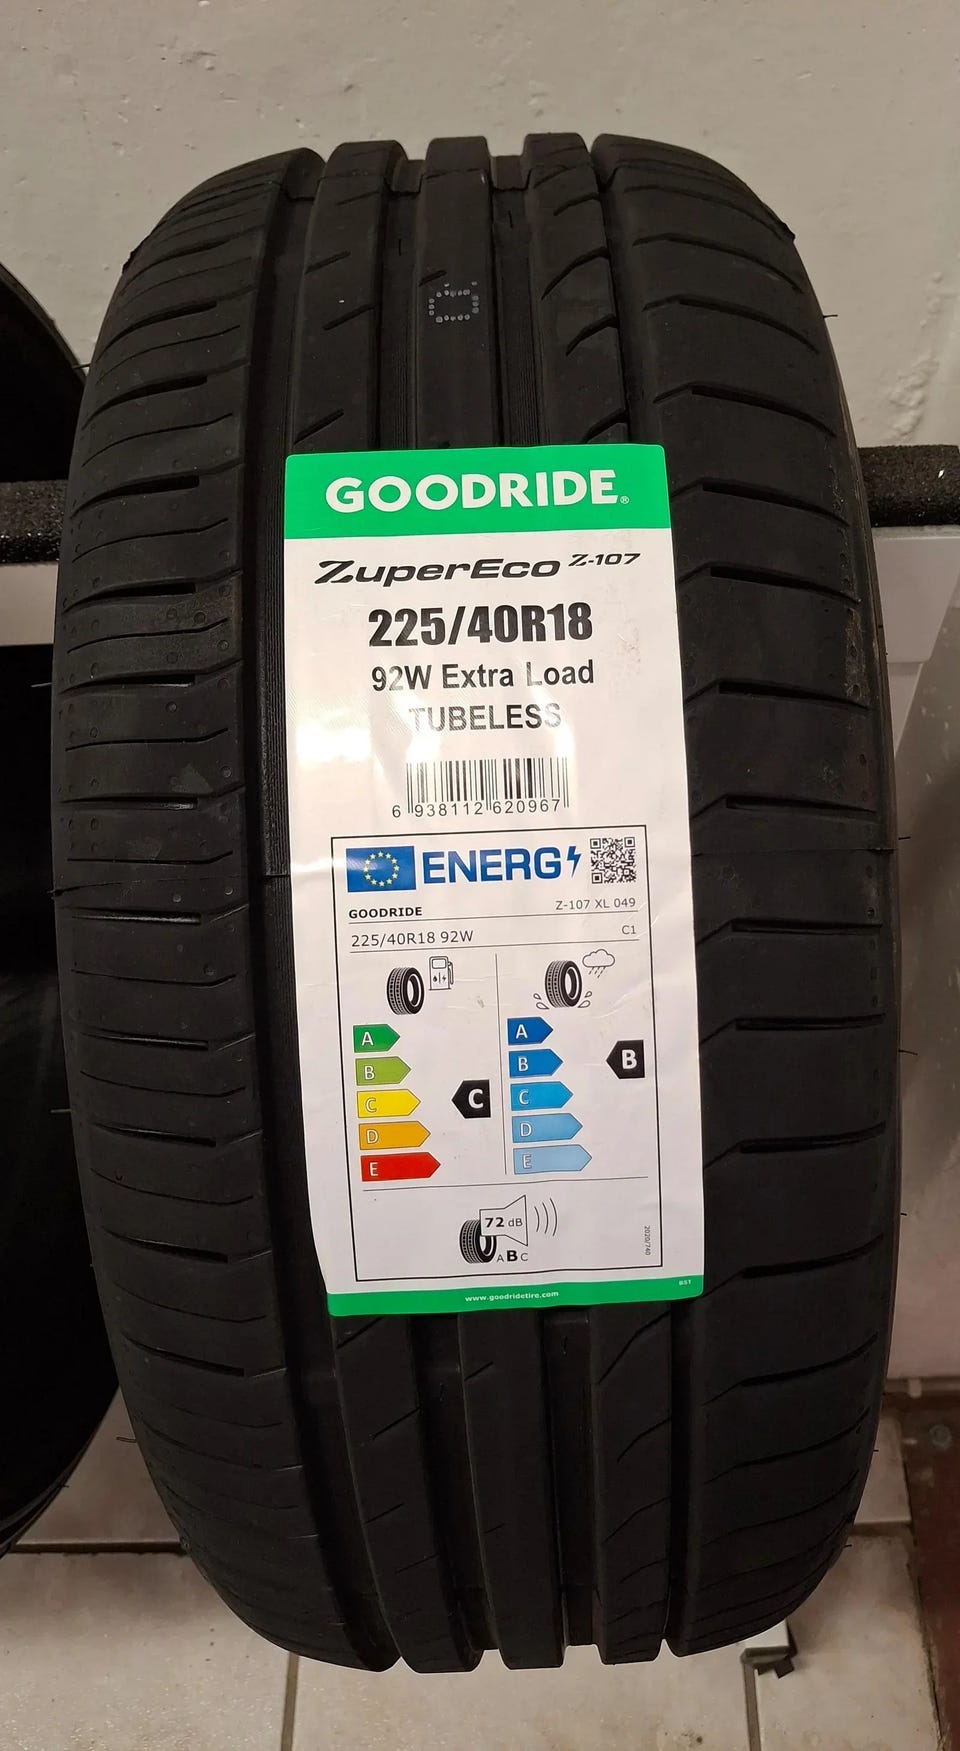 GOODRIDE®
ZuperEco Z-107
225/40R18
92W Extra Load
TUBELESS
6 938112 620967
ENERG
GOODRIDE Z-107 XL 049
225/40R18 92W C1
A A
B B B
C C C
D D
E E
72 dB
ABC
2020/740
www.goodridetire.com BS1